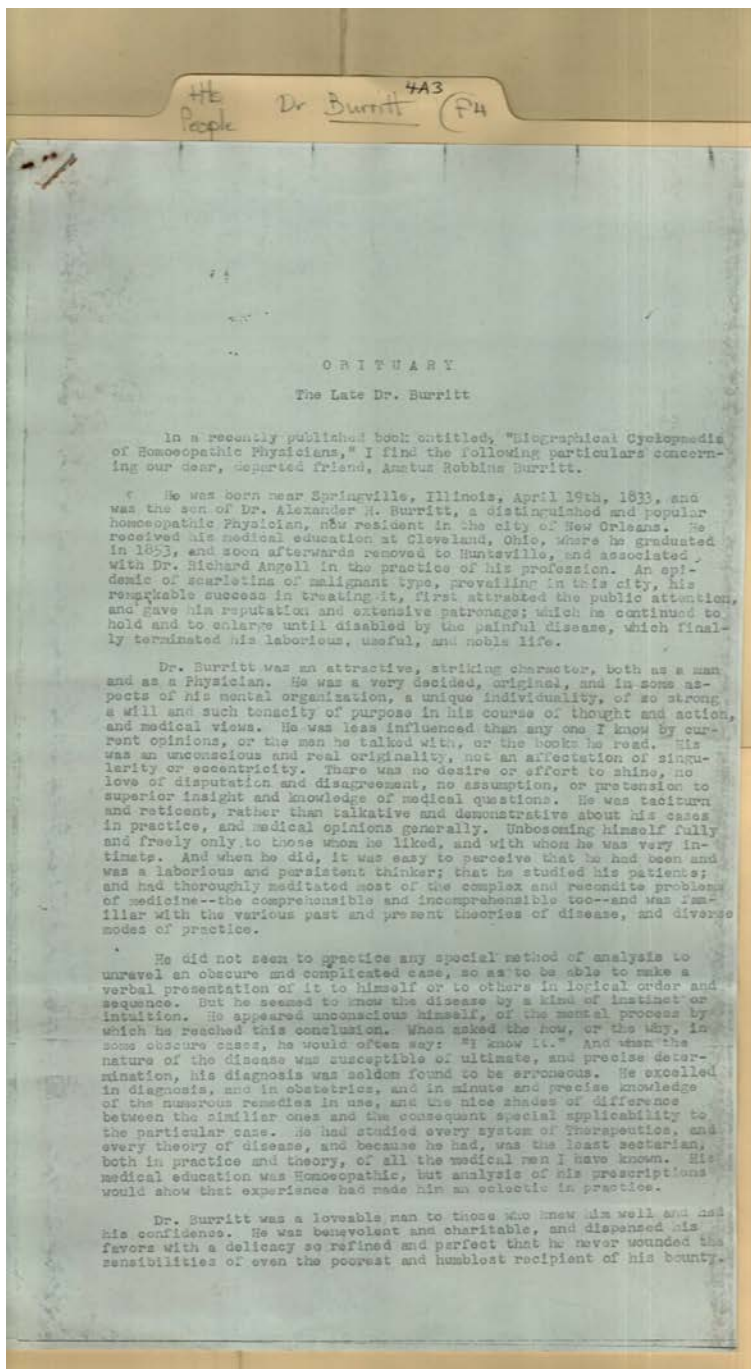 4A3
Hts Dr Burritt F4
People
OBITUARY
The Late Dr. Burritt
In a recently published book entitled, "Biographical Cyclopaedia
of Homoeopathic Physicians," I find the following particulars concern-
ing our dear, departed friend, Amatus Robbins Burritt.
He was born near Springville, Illinois, April 19th, 1833, and
was the son of Dr. Alexander H. Burritt, a distinguished and popular
homoeopathic Physician, now resident in the city of New Orleans. He
received his medical education at Cleveland, Ohio, where he graduated
in 1853, and soon afterwards removed to Huntsville, and associated
with Dr. Richard Angell in the practice of his profession. An epi-
demic of scarletina of malignant type, prevailing in this city, his
remarkable success in treating it, first attracted the public attention,
and gave him reputation and extensive patronage; which he continued to
hold and to enlarge until disabled by the painful disease, which final-
ly terminated his laborious, useful, and noble life.
Dr. Burritt was an attractive, striking character, both as a man
and as a Physician. He was a very decided, original, and in some as-
pects of his mental organization, a unique individuality, of so strong
a will and such tenacity of purpose in his course of thought and action,
and medical views. He was less influenced than any one I know by cur-
rent opinions, or the men he talked with, or the books he read. His
was an unconscious and real originality, not an affectation of singu-
larity or eccentricity. There was no desire or effort to shine, no
love of disputation and disagreement, no assumption, or pretension to
superior insight and knowledge of medical questions. He was taciturn
and reticent, rather than talkative and demonstrative about his cases
in practice, and medical opinions generally. Unbosoming himself fully
and freely only to those whom he liked, and with whom he was very in-
timate. And when he did, it was easy to perceive that he had been and
was a laborious and persistent thinker; that he studied his patients;
and had thoroughly meditated most of the complex and recondite problems
of medicine--the comprehensible and incomprehensible too--and was fam-
iliar with the various past and present theories of disease, and diverse
modes of practice.
He did not seem to practice any special method of analysis to
unravel an obscure and complicated case, so as to be able to make a
verbal presentation of it to himself or to others in logical order and
sequence. But he seemed to know the disease by a kind of instinct or
intuition. He appeared unconscious himself, of the mental process by
which he reached this conclusion. When asked the how, or the why, in
some obscure cases, he would often say: "I know it." And when the
nature of the disease was susceptible of ultimate, and precise deter-
mination, his diagnosis was seldom found to be erroneous. He excelled
in diagnosis, and in obstetrics, and in minute and precise knowledge
of the numerous remedies in use, and the nice shades of difference
between the similiar ones and the consequent special applicability to
the particular case. He had studied every system of Therapeutics, and
every theory of disease, and because he had, was the least sectarian,
both in practice and theory, of all the medical men I have known. His
medical education was Homoeopathic, but analysis of his prescriptions
would show that experience had made him an eclectic in practice.
Dr. Burritt was a loveable man to those who knew him well and had
his confidence. He was benevolent and charitable, and dispensed his
favors with a delicacy so refined and perfect that he never wounded the
sensibilities of even the poorest and humblest recipient of his bounty.